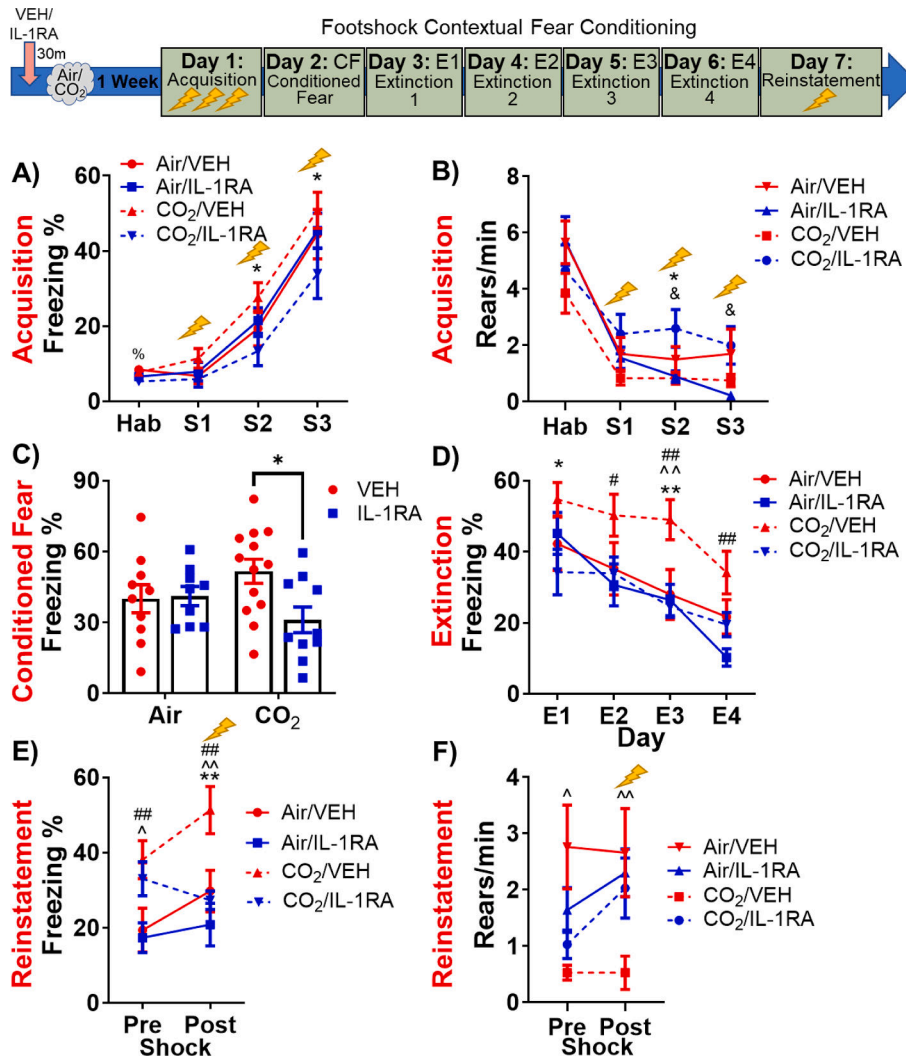 Footshock Contextual Fear Conditioning
VEH/
IL-1RA
30m
Air/
CO2
1 Week
Day 1:
Acquisition
Day 2: CF
Conditioned
Fear
Day 3: E1
Extinction
1
Day 4: E2
Extinction
2
Day 5: E3
Extinction
3
Day 6: E4
Extinction
4
Day 7:
Reinstatement
A)
Acquisition
Freezing %
60
40
20
0
Air/VEH
Air/IL-1RA
CO2/VEH
CO2/IL-1RA
%
*
*
Hab S1 S2 S3
B)
Acquisition
Rears/min
8
6
4
2
0
*
&
&
Air/VEH
Air/IL-1RA
CO2/VEH
CO2/IL-1RA
Hab S1 S2 S3
C)
Conditioned Fear
Freezing %
90
60
30
0
*
VEH
IL-1RA
Air CO2
D)
Extinction
Freezing %
60
40
20
0
*
#
##
^^
**
##
Air/VEH
Air/IL-1RA
CO2/VEH
CO2/IL-1RA
E1 E2 E3 E4
Day
E)
Reinstatement
Freezing %
60
40
20
0
##
^
##
^^
**
Air/VEH
Air/IL-1RA
CO2/VEH
CO2/IL-1RA
Pre Post
Shock
F)
Reinstatement
Rears/min
4
3
2
1
0
^
^^
Air/VEH
Air/IL-1RA
CO2/VEH
CO2/IL-1RA
Pre Post
Shock